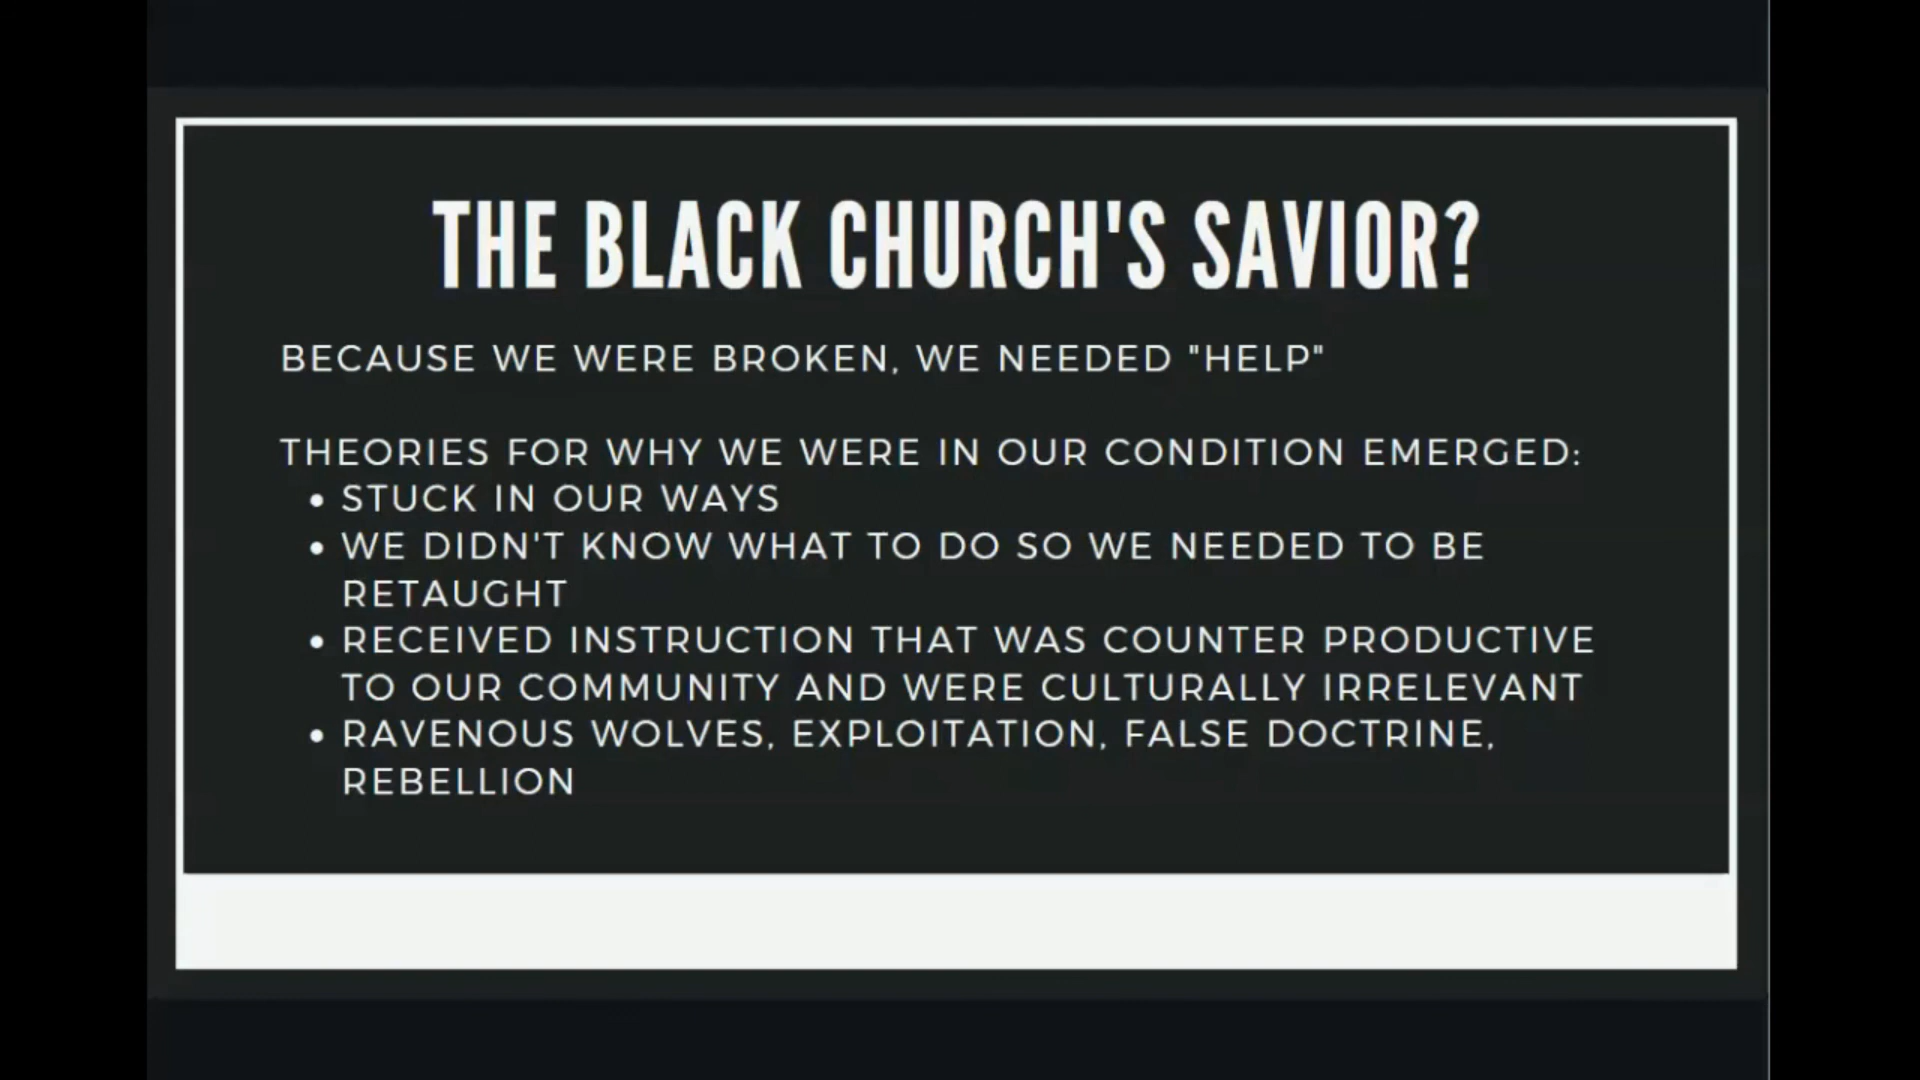 THE BLACK CHURCH'S SAVIOR?
BECAUSE WE WERE BROKEN, WE NEEDED "HELP"
THEORIES FOR WHY WE WERE IN OUR CONDITION EMERGED:
• STUCK IN OUR WAYS
• WE DIDN'T KNOW WHAT TO DO SO WE NEEDED TO BE
RETAUGHT
• RECEIVED INSTRUCTION THAT WAS COUNTER PRODUCTIVE
TO OUR COMMUNITY AND WERE CULTURALLY IRRELEVANT
• RAVENOUS WOLVES, EXPLOITATION, FALSE DOCTRINE,
REBELLION